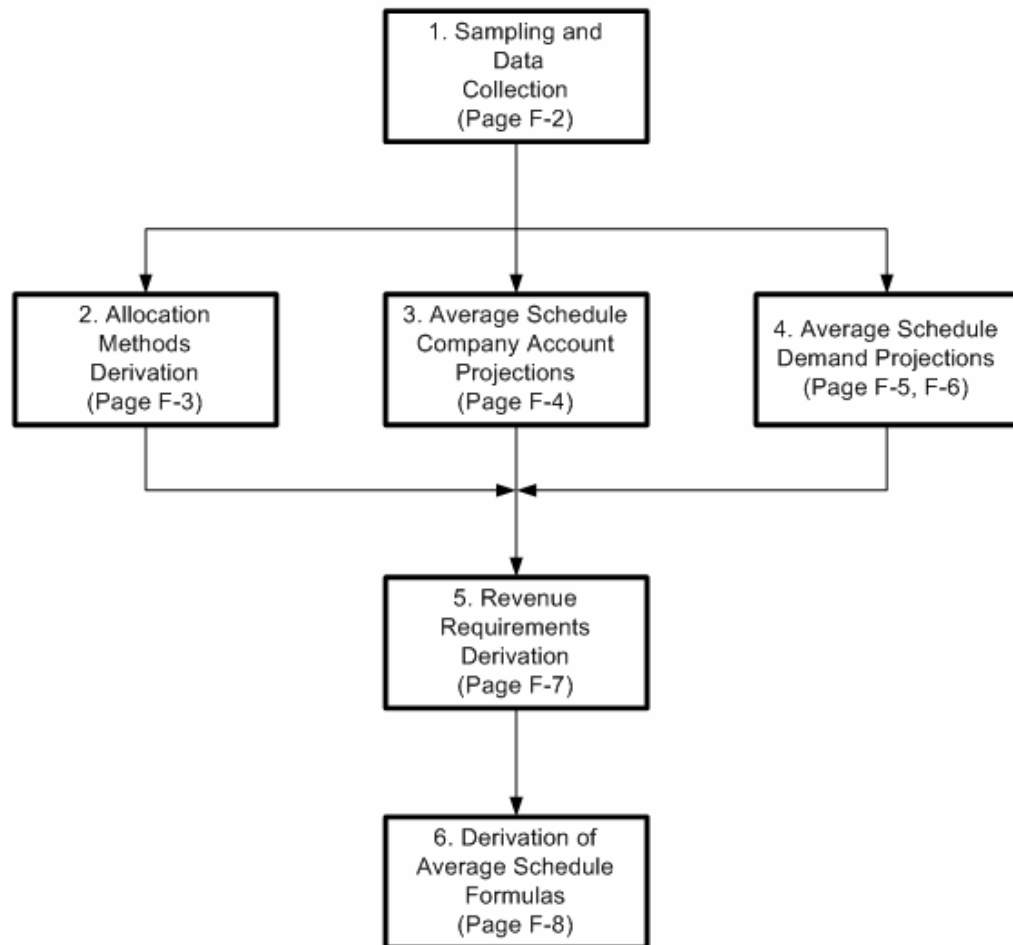 1. Sampling and
Data
Collection
(Page F-2)
2. Allocation
Methods
Derivation
(Page F-3)
3. Average Schedule
Company Account
Projections
(Page F-4)
4. Average Schedule
Demand Projections
(Page F-5, F-6)
5. Revenue
Requirements
Derivation
(Page F-7)
6. Derivation of
Average Schedule
Formulas
(Page F-8)